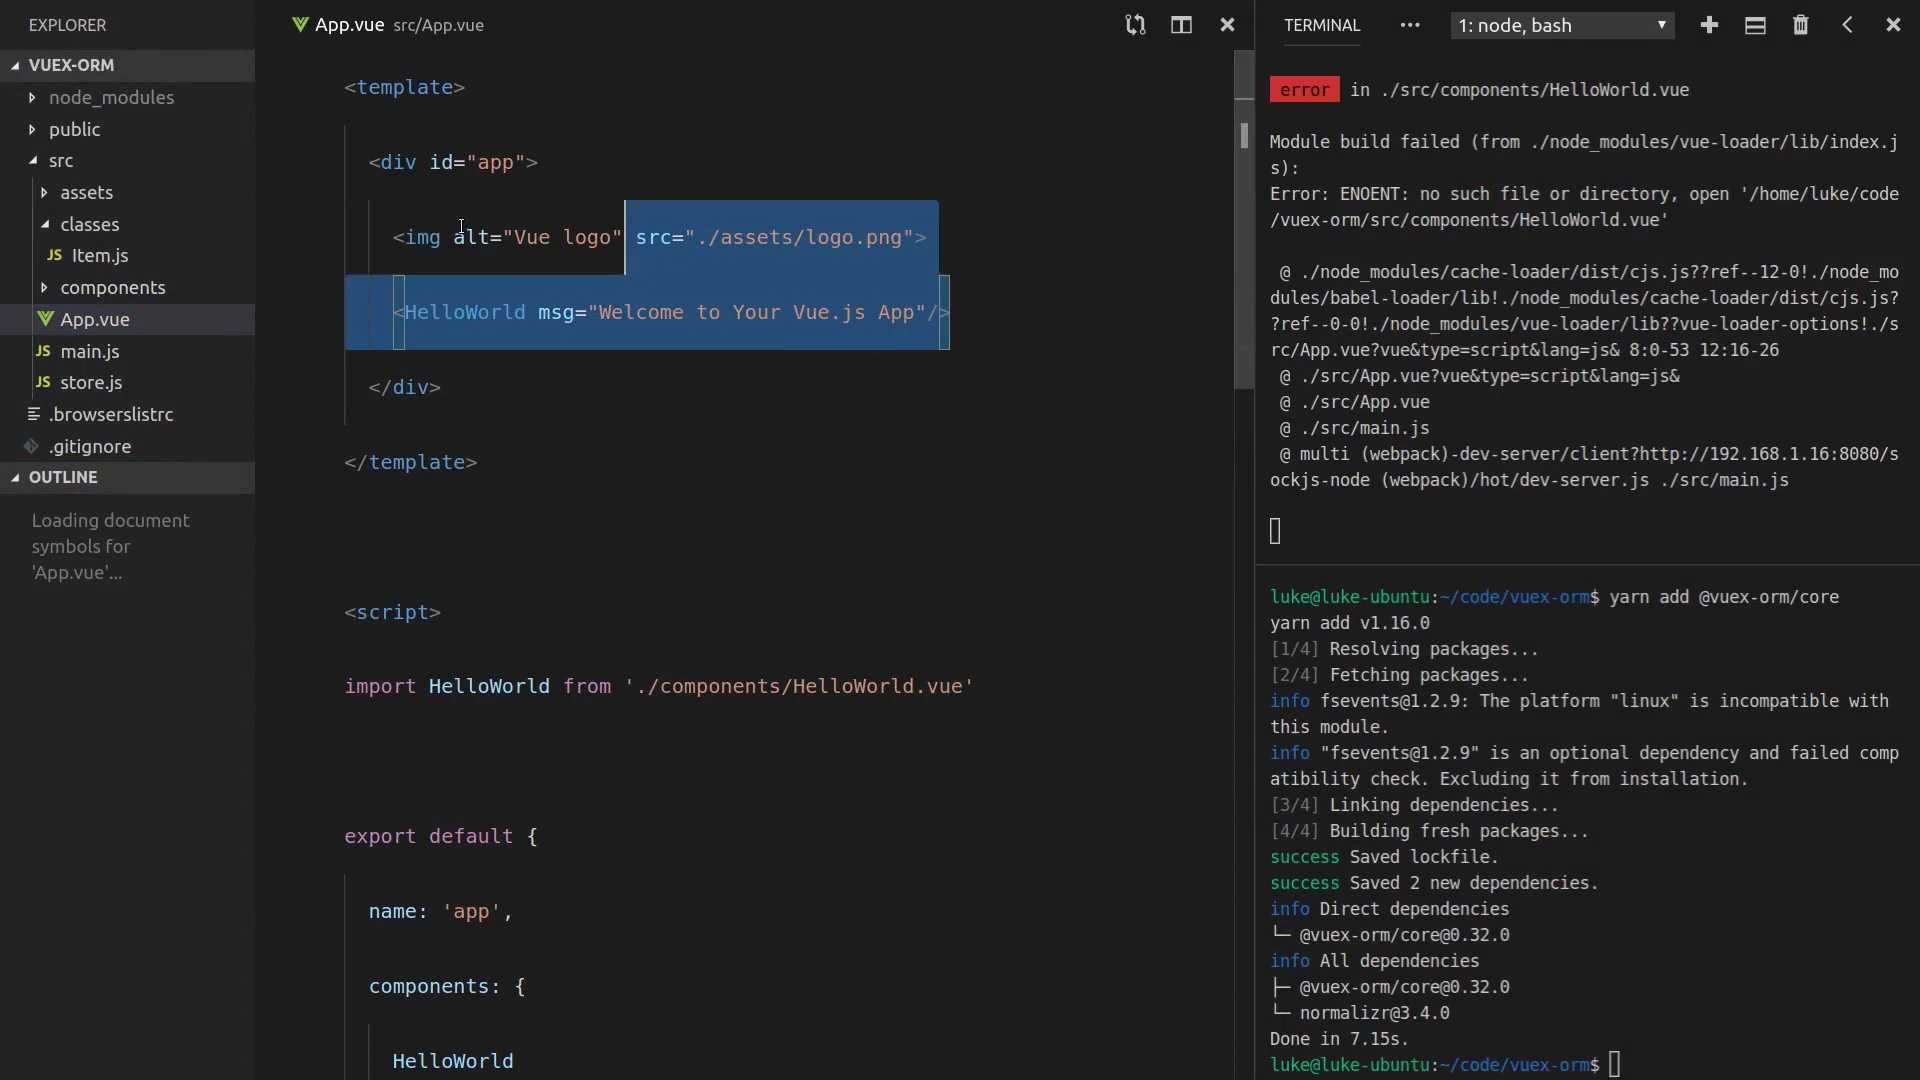 EXPLORER
VUEX-ORM
node_modules
public
src
assets
classes
JS Item.js
components
App.vue
JS main.js
JS store.js
.browserslistrc
.gitignore
OUTLINE
Loading document
symbols for
'App.vue'...
App.vue src/App.vue
<template>
<div id="app">
<img alt="Vue logo" src="./assets/logo.png">
<HelloWorld msg="Welcome to Your Vue.js App"/>
</div>
</template>
<script>
import HelloWorld from './components/HelloWorld.vue'
export default {
name: 'app',
components: {
HelloWorld
TERMINAL ... 1: node, bash
error in ./src/components/HelloWorld.vue
Module build failed (from ./node_modules/vue-loader/lib/index.j
s):
Error: ENOENT: no such file or directory, open '/home/luke/code
/vuex-orm/src/components/HelloWorld.vue'
@ ./node_modules/cache-loader/dist/cjs.js??ref--12-0!./node_mo
dules/babel-loader/lib!./node_modules/cache-loader/dist/cjs.js?
?ref--0-0!./node_modules/vue-loader/lib??vue-loader-options!./s
rc/App.vue?vue&type=script&lang=js& 8:0-53 12:16-26
@ ./src/App.vue?vue&type=script&lang=js&
@ ./src/App.vue
@ ./src/main.js
@ multi (webpack)-dev-server/client?http://192.168.1.16:8080/s
ockjs-node (webpack)/hot/dev-server.js ./src/main.js
luke@luke-ubuntu:~/code/vuex-orm$ yarn add @vuex-orm/core
yarn add v1.16.0
[1/4] Resolving packages...
[2/4] Fetching packages...
info fsevents@1.2.9: The platform "linux" is incompatible with
this module.
info "fsevents@1.2.9" is an optional dependency and failed comp
atibility check. Excluding it from installation.
[3/4] Linking dependencies...
[4/4] Building fresh packages...
success Saved lockfile.
success Saved 2 new dependencies.
info Direct dependencies
└─ @vuex-orm/core@0.32.0
info All dependencies
├─ @vuex-orm/core@0.32.0
└─ normalizr@3.4.0
Done in 7.15s.
luke@luke-ubuntu:~/code/vuex-orm$